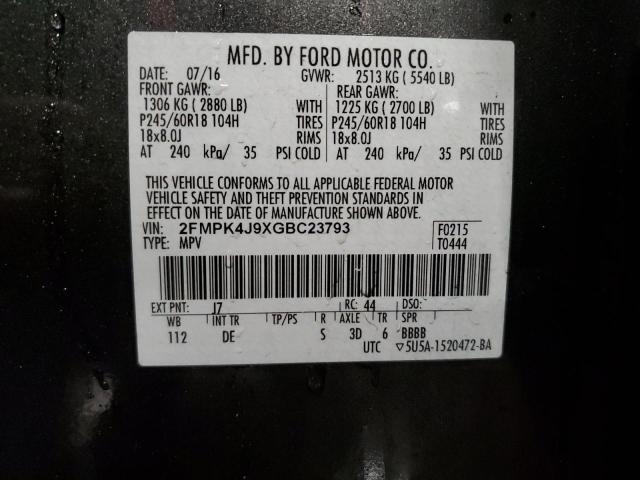 MFD. BY FORD MOTOR CO.
DATE: 07/16 GVWR: 2513 KG ( 5540 LB)
FRONT GAWR: REAR GAWR:
1306 KG ( 2880 LB) WITH 1225 KG ( 2700 LB) WITH
P245/60R18 104H TIRES P245/60R18 104H TIRES
18x8.0J RIMS 18x8.0J RIMS
AT 240 kPa/ 35 PSI COLD AT 240 kPa/ 35 PSI COLD
THIS VEHICLE CONFORMS TO ALL APPLICABLE FEDERAL MOTOR
VEHICLE SAFETY AND THEFT PREVENTION STANDARDS IN
EFFECT ON THE DATE OF MANUFACTURE SHOWN ABOVE.
VIN: 2FMPK4J9XGBC23793 F0215
TYPE: MPV T0444
EXT PNT: J7 RC: 44 DSO:
WB INT TR TP/PS R AXLE TR SPR
112 DE S 3D 6 BBBB
UTC ▽5U5A-1520472-BA